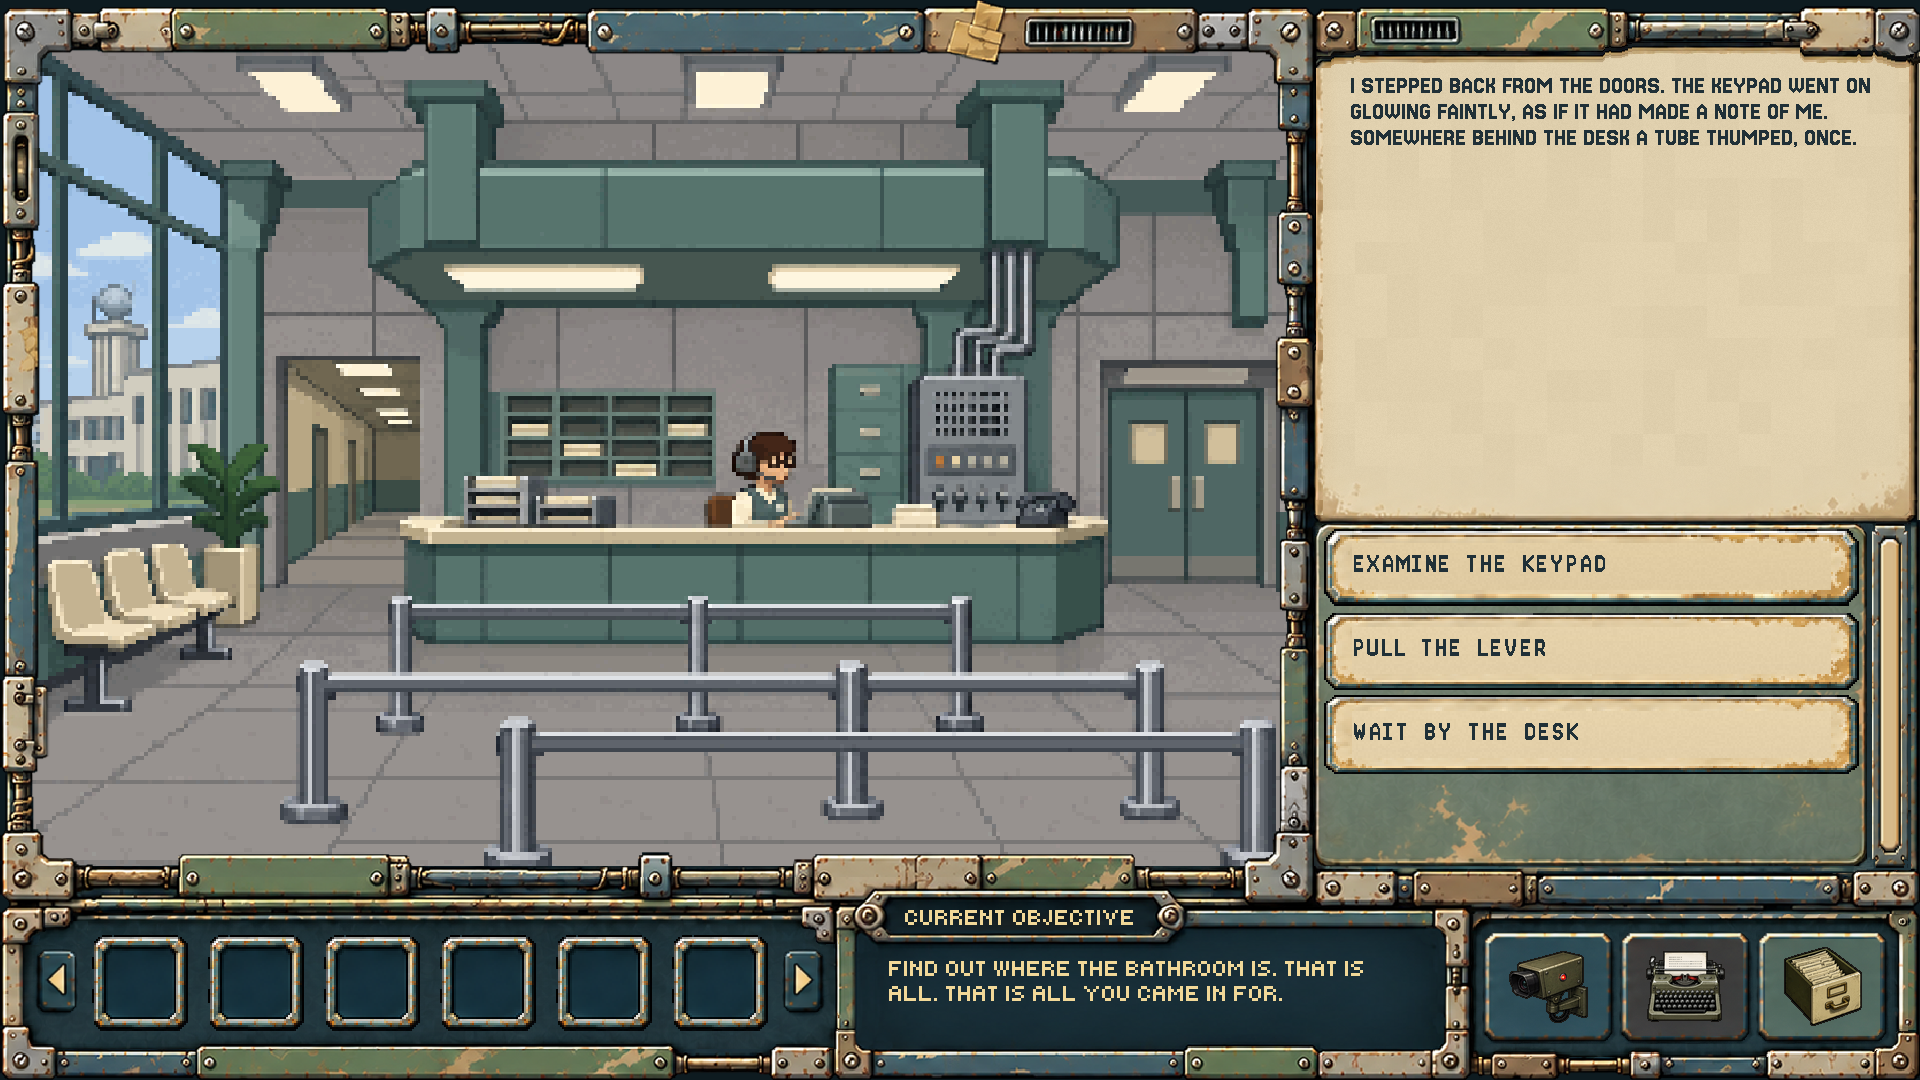 I STEPPED BACK FROM THE DOORS. THE KEYPAD WENT ON
GLOWING FAINTLY, AS IF IT HAD MADE A NOTE OF ME.
SOMEWHERE BEHIND THE DESK A TUBE THUMPED, ONCE.
EXAMINE THE KEYPAD
PULL THE LEVER
WAIT BY THE DESK
CURRENT OBJECTIVE
FIND OUT WHERE THE BATHROOM IS. THAT IS
ALL. THAT IS ALL YOU CAME IN FOR.